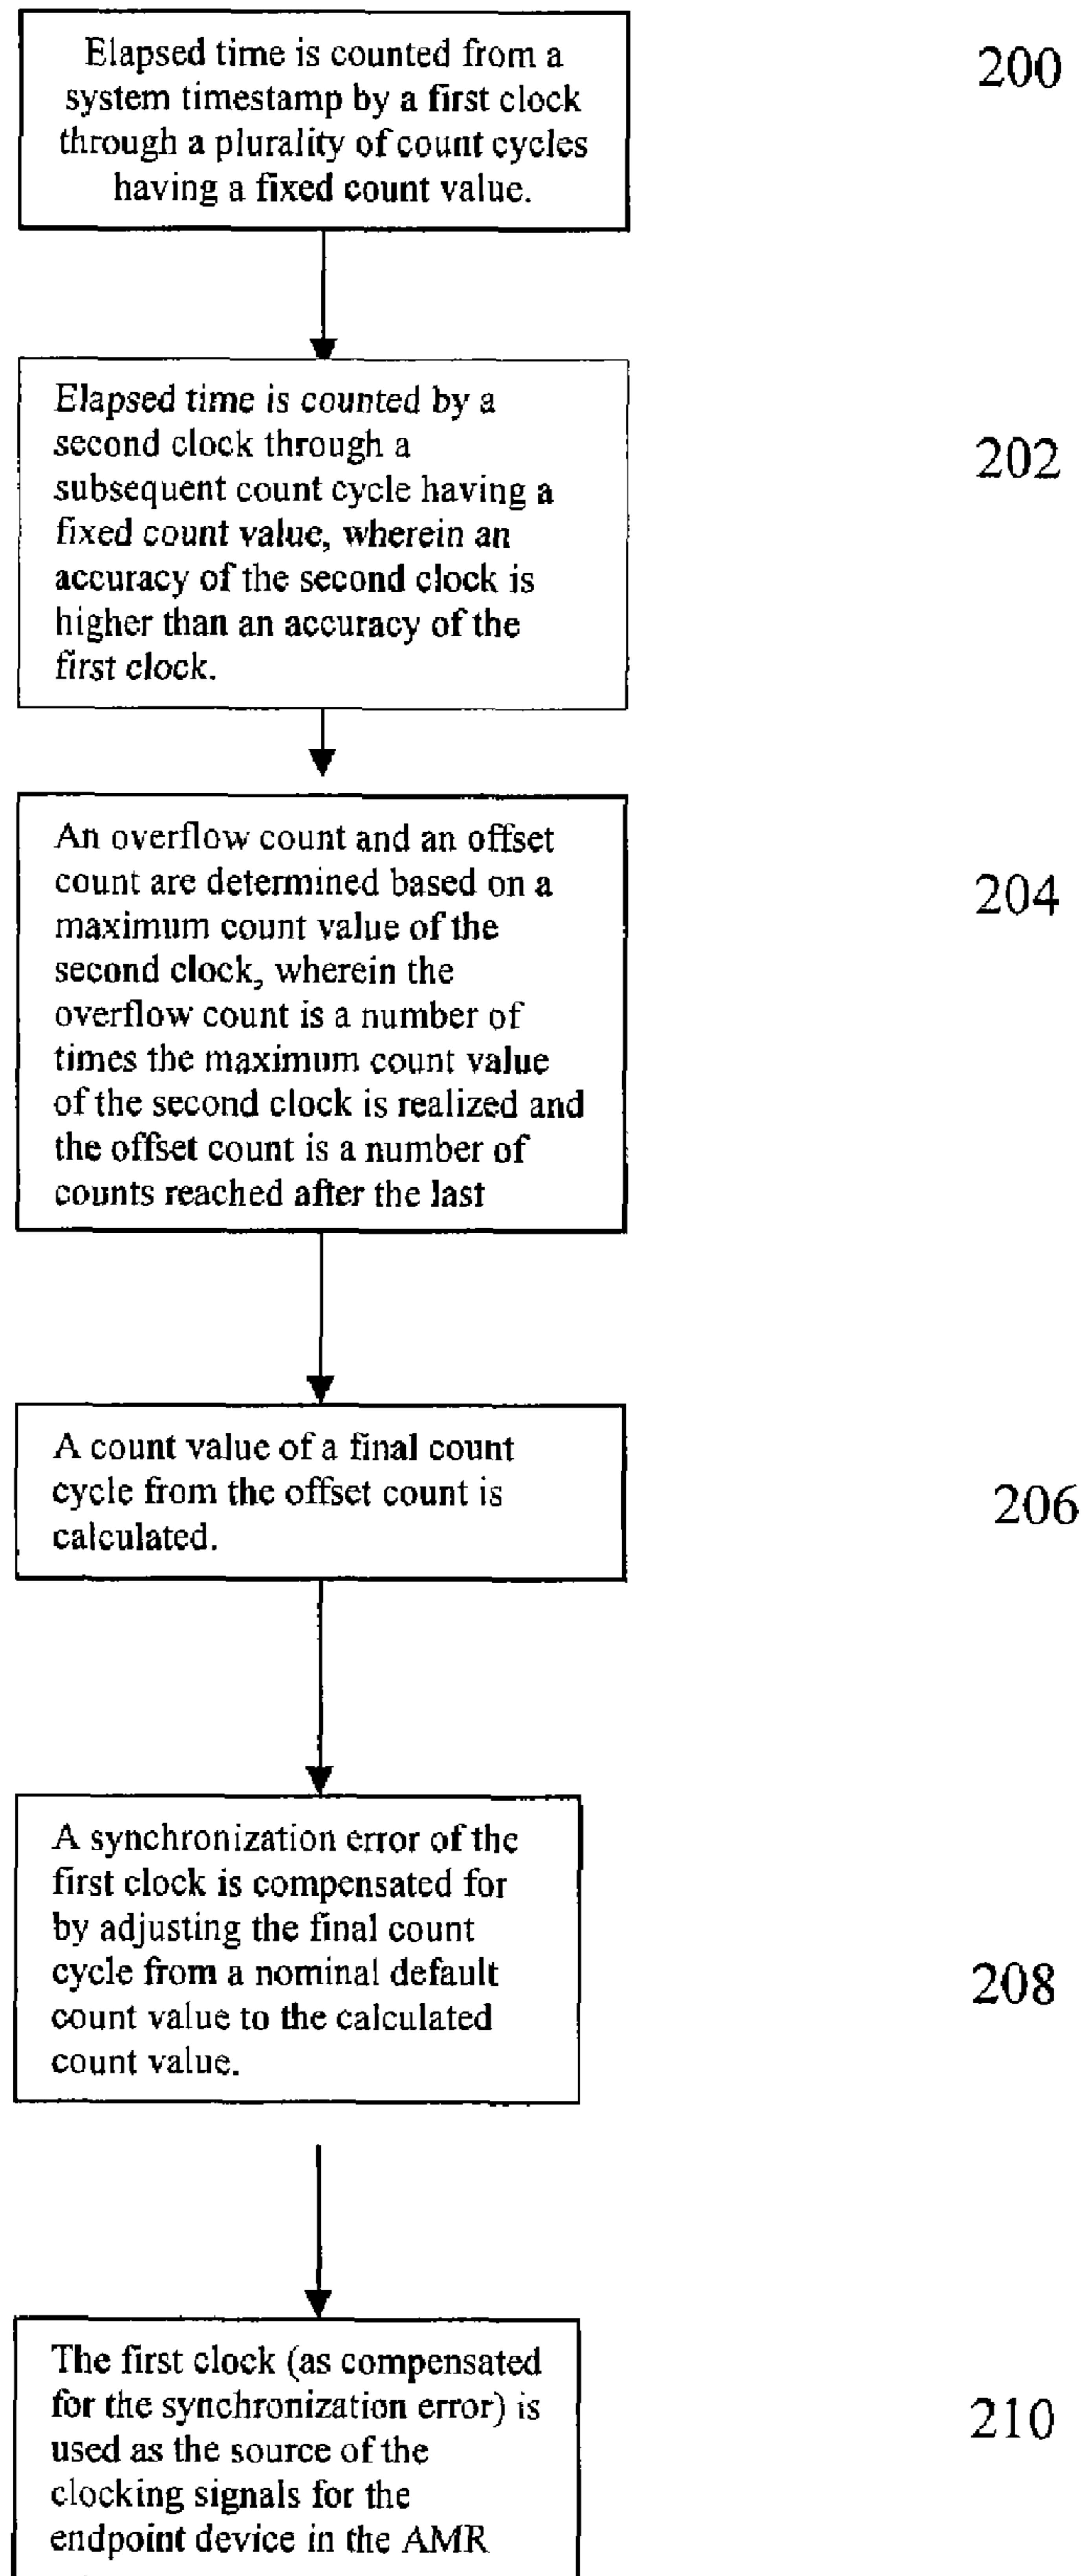 Elapsed time is counted from a
system timestamp by a first clock
through a plurality of count cycles
having a fixed count value.
200
Elapsed time is counted by a
second clock through a
subsequent count cycle having a
fixed count value, wherein an
accuracy of the second clock is
higher than an accuracy of the
first clock.
202
An overflow count and an offset
count are determined based on a
maximum count value of the
second clock, wherein the
overflow count is a number of
times the maximum count value
of the second clock is realized and
the offset count is a number of
counts reached after the last
204
A count value of a final count
cycle from the offset count is
calculated.
206
A synchronization error of the
first clock is compensated for
by adjusting the final count
cycle from a nominal default
count value to the calculated
count value.
208
The first clock (as compensated
for the synchronization error) is
used as the source of the
clocking signals for the
endpoint device in the AMR
210